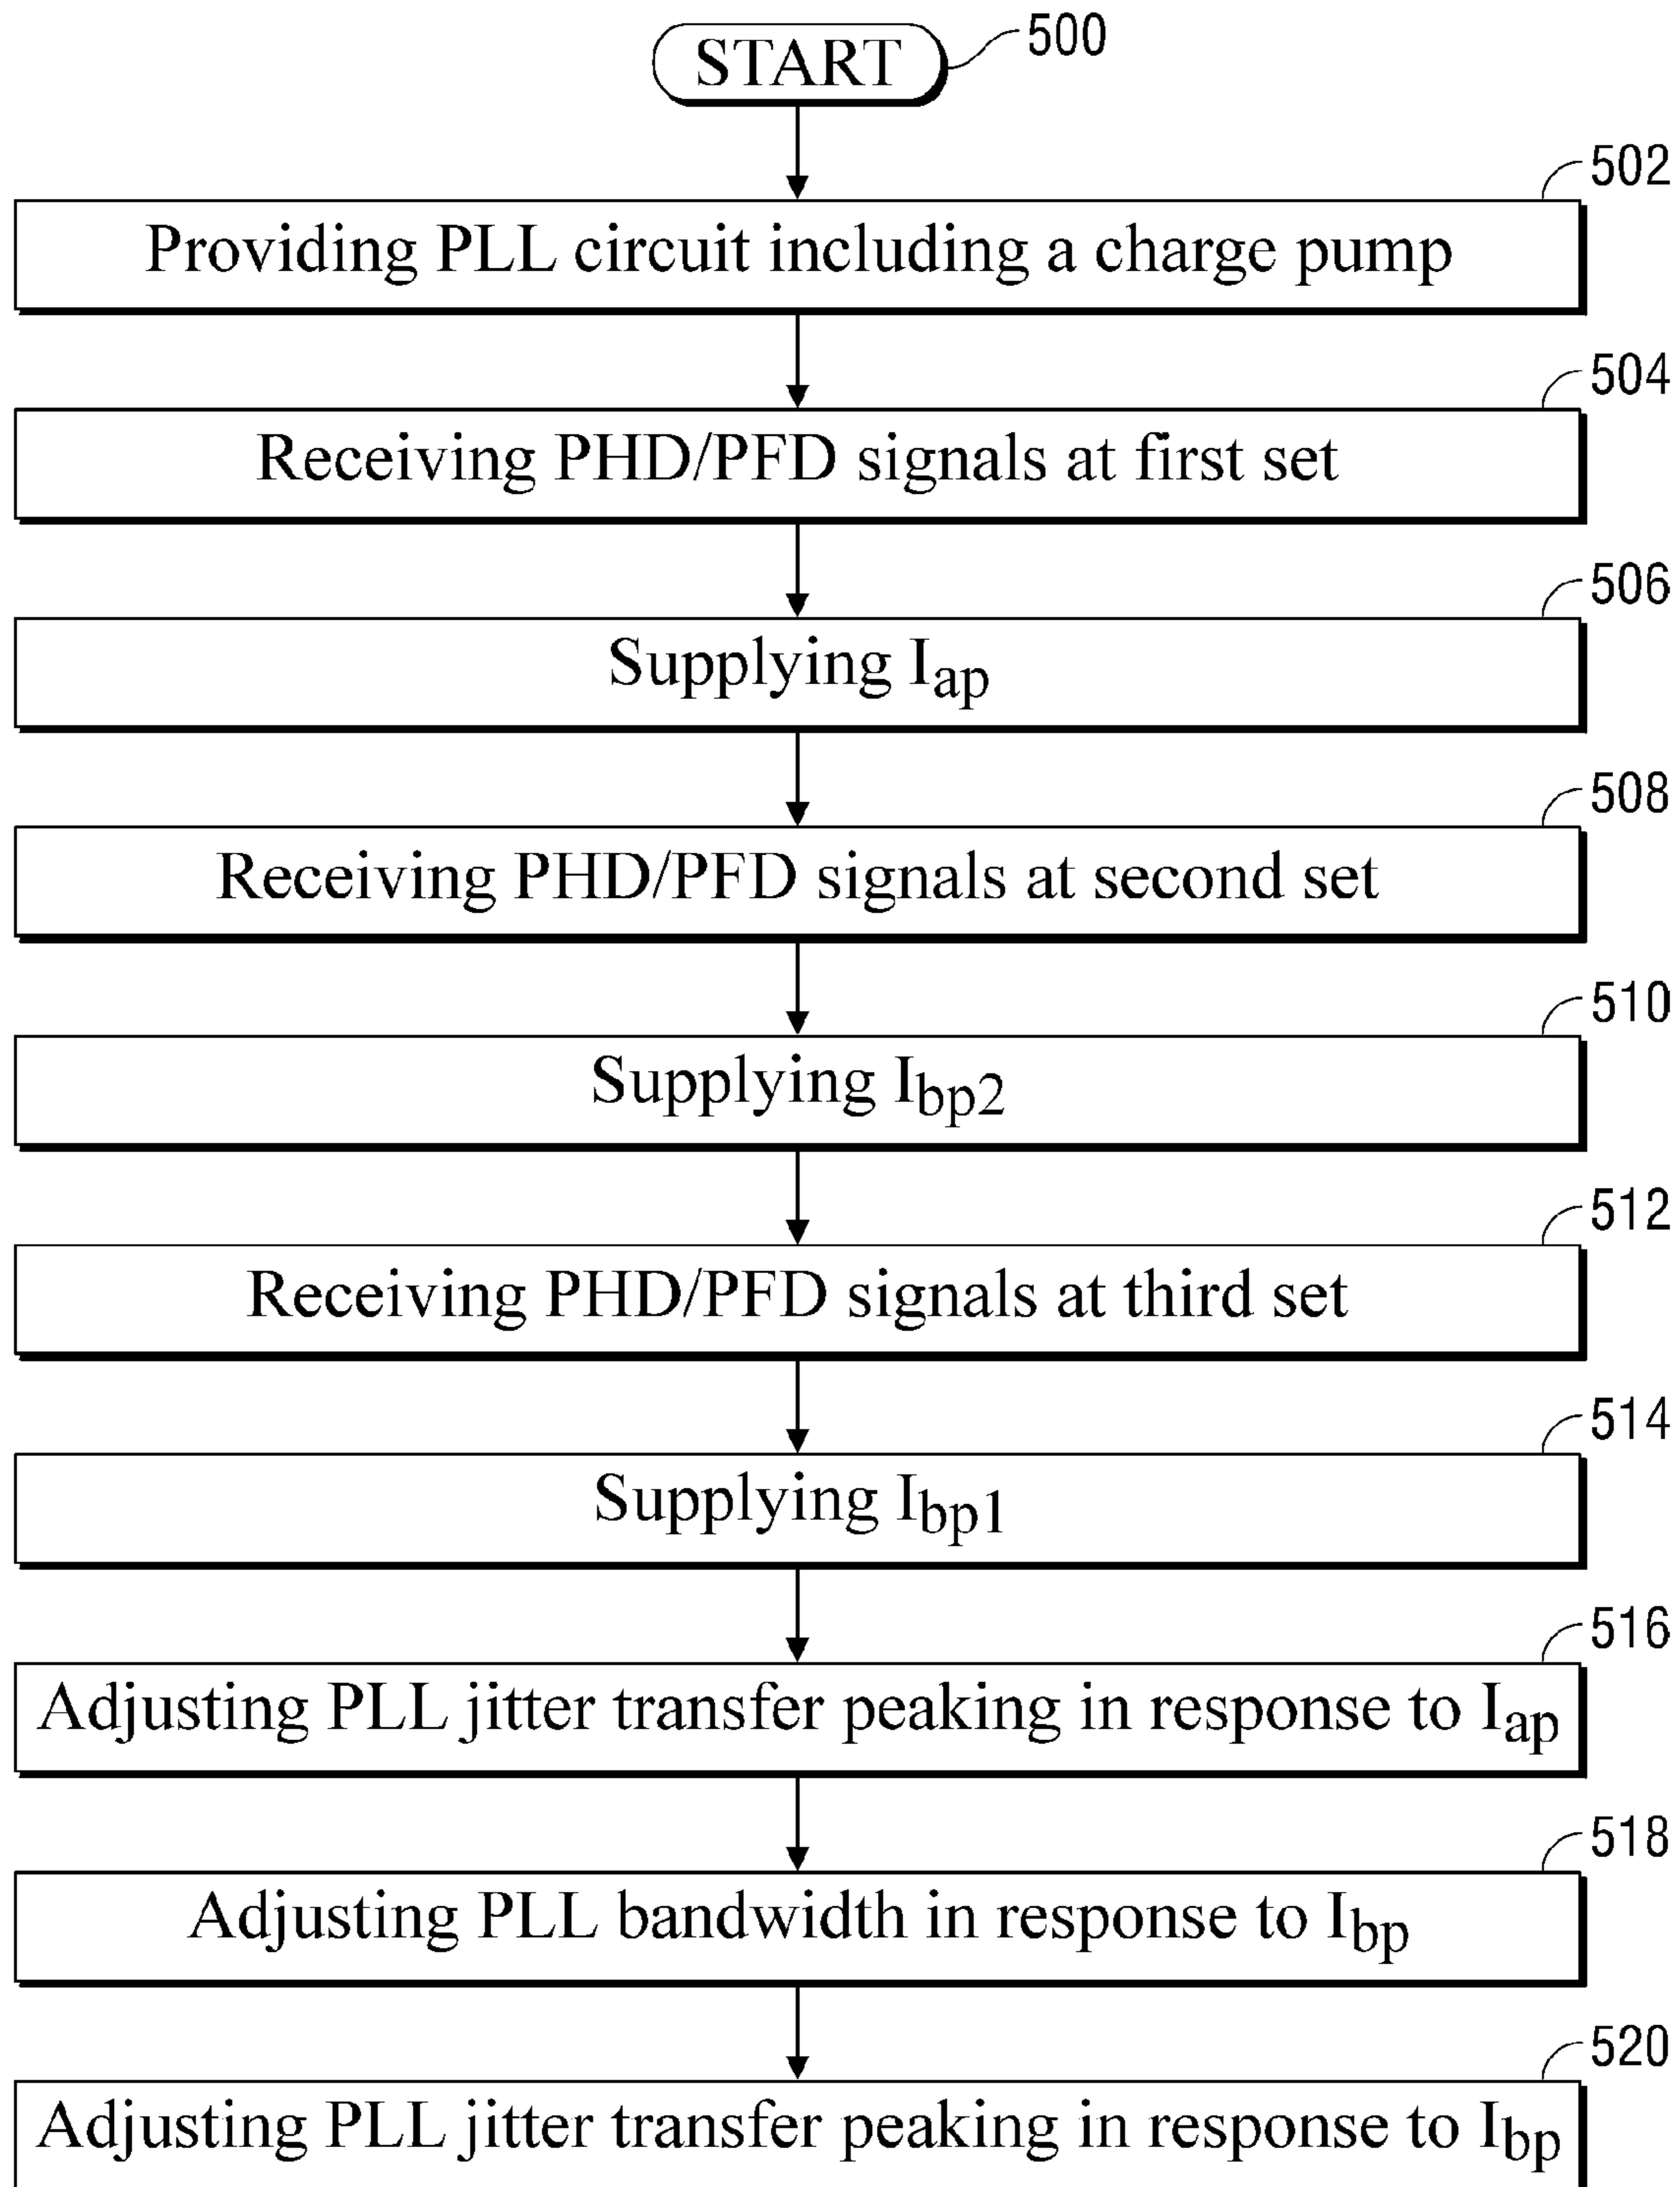 START
500
502
Providing PLL circuit including a charge pump
504
Receiving PHD/PFD signals at first set
506
Supplying Iap
508
Receiving PHD/PFD signals at second set
510
Supplying Ibp2
512
Receiving PHD/PFD signals at third set
514
Supplying Ibp1
516
Adjusting PLL jitter transfer peaking in response to Iap
518
Adjusting PLL bandwidth in response to Ibp
520
Adjusting PLL jitter transfer peaking in response to Ibp